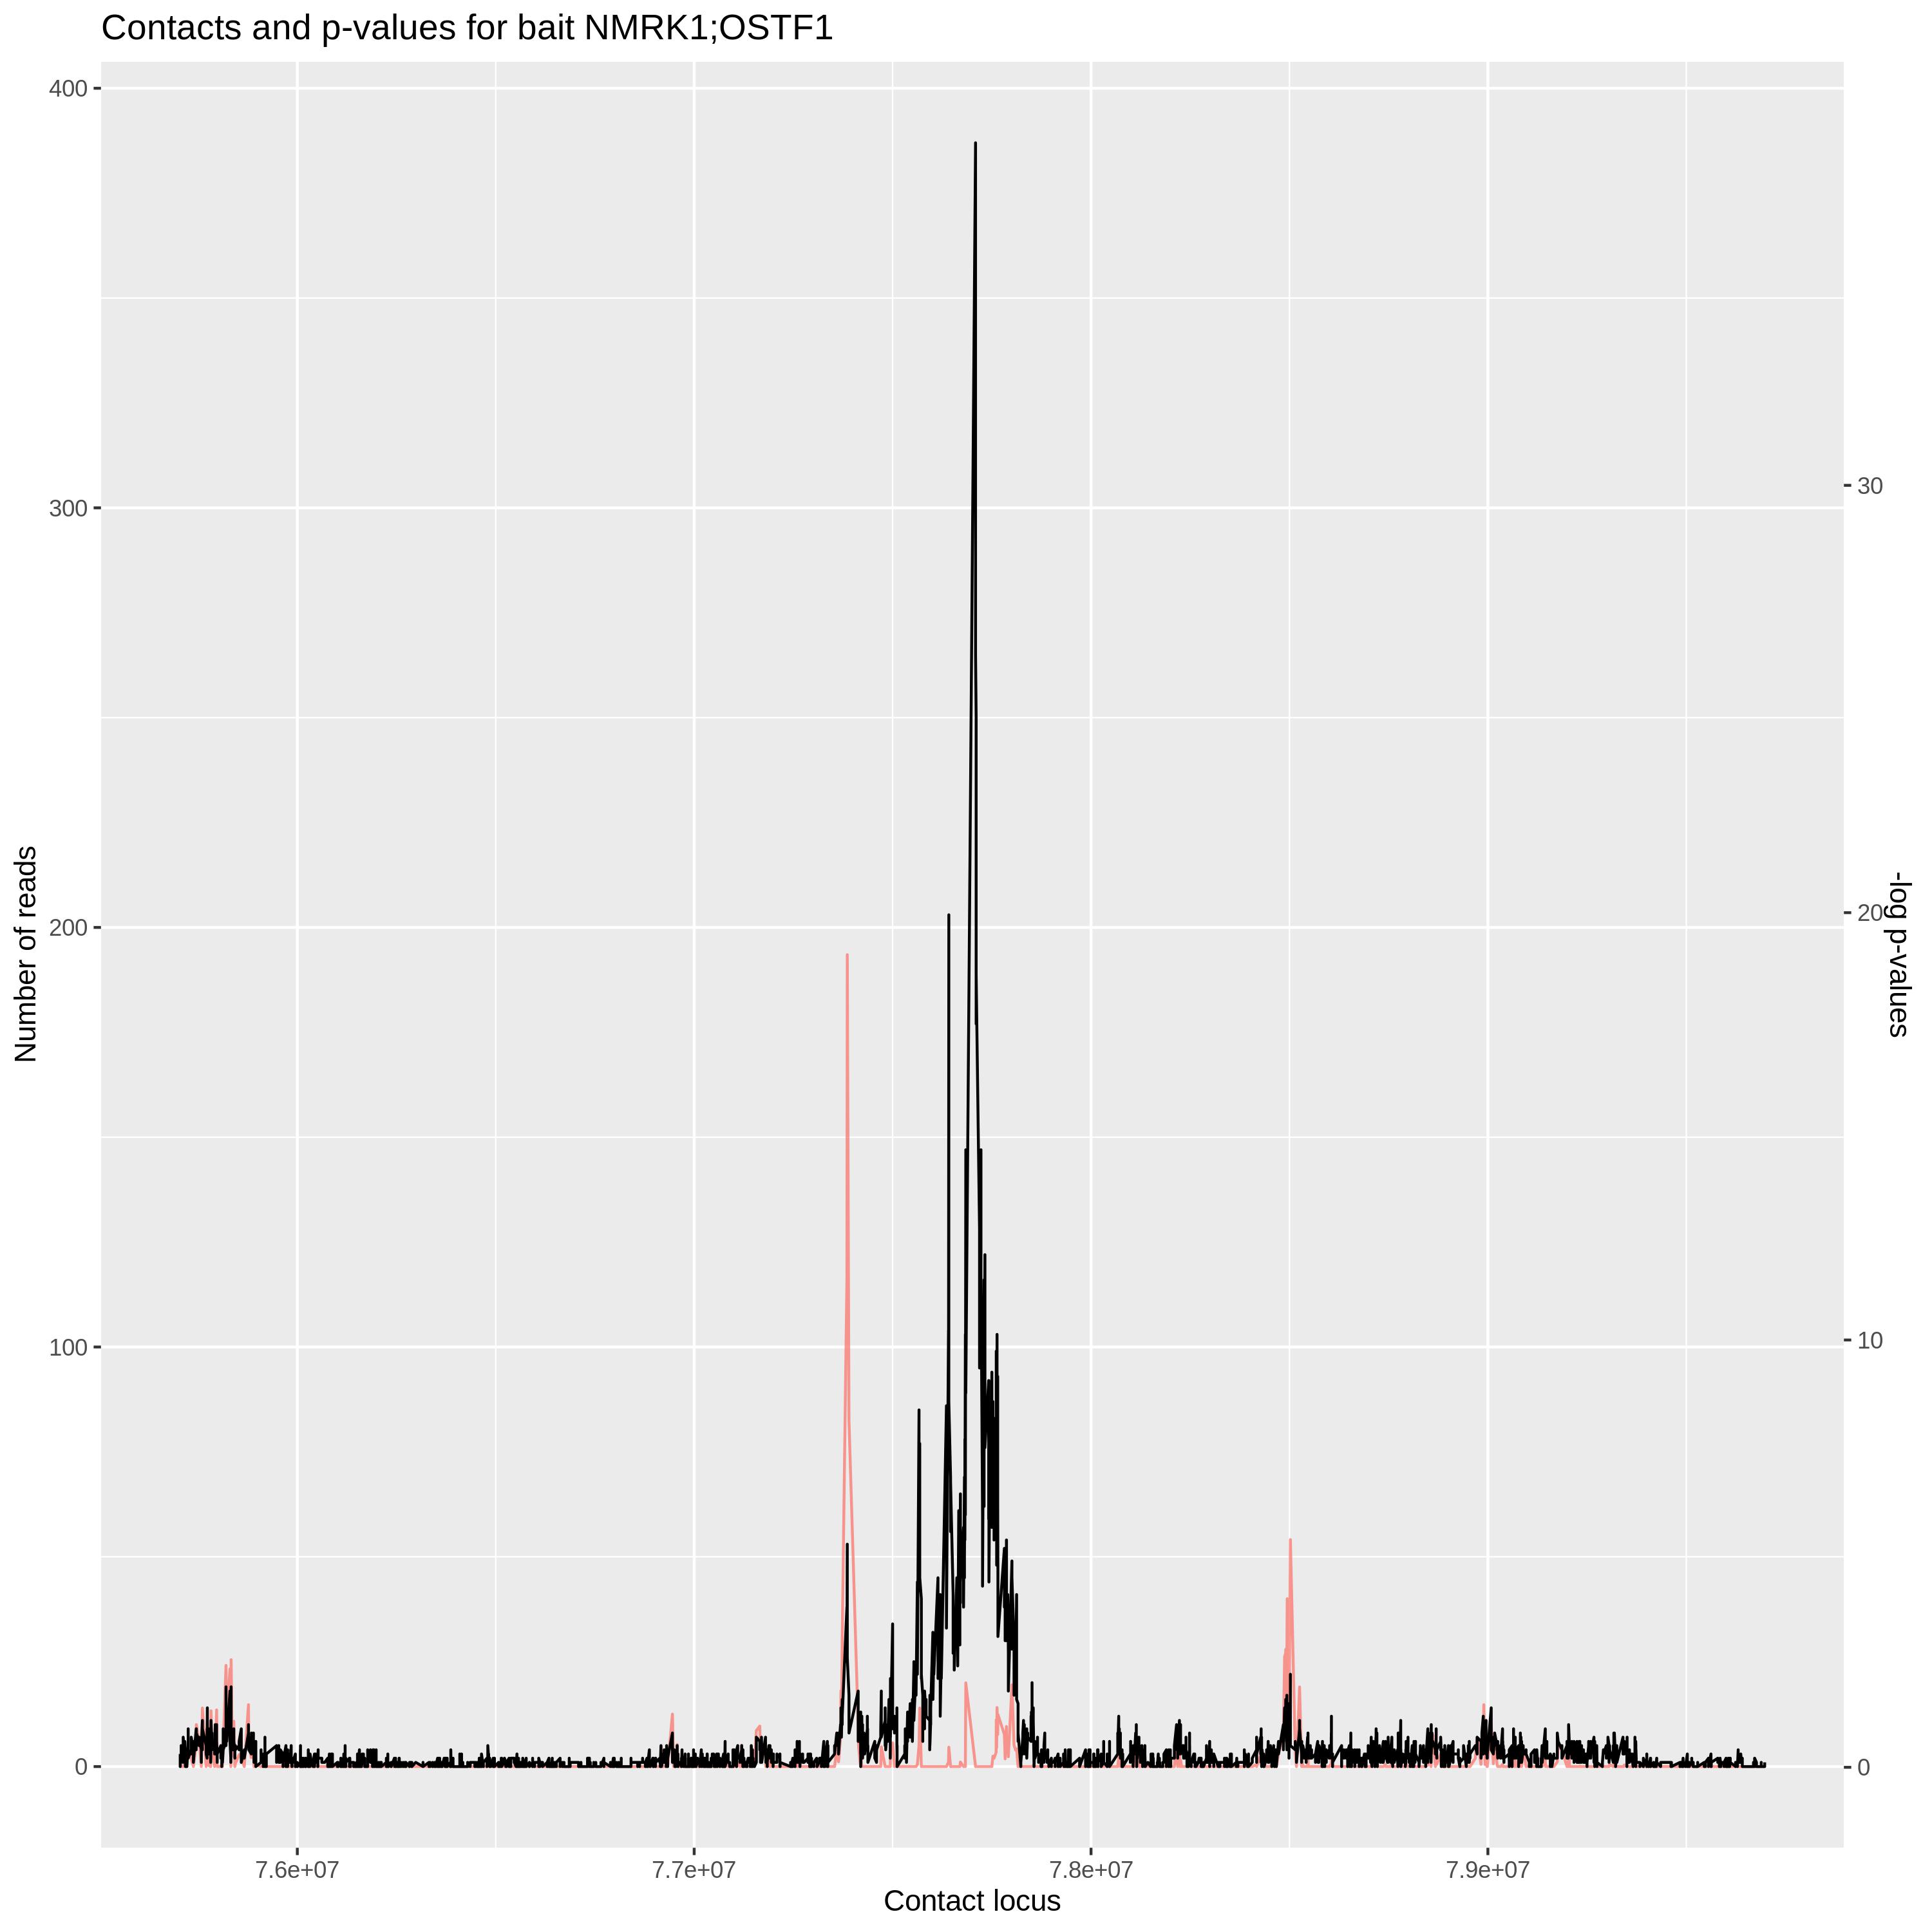 Contacts and p-values for bait NMRK1;OSTF1
400
300
200
100
0
Number of reads
30
20
10
0
-log p-values
7.6e+07
7.7e+07
7.8e+07
7.9e+07
Contact locus